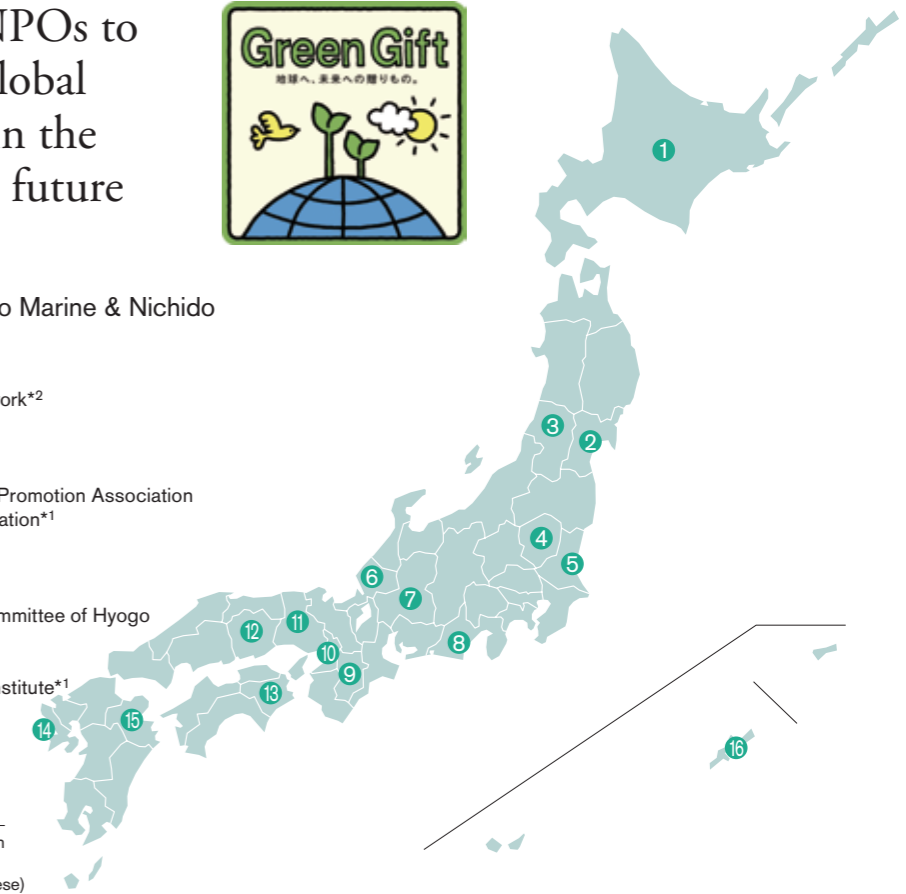 NPOs to
lobal
n the
future
Green Gift
地球へ、未来への贈りもの。
o Marine & Nichido
ork*2
Promotion Association
ation*1
mmittee of Hyogo
nstitute*1
n
ese)
1
2
3
4
5
6
7
8
9
10
11
12
13
14
15
16